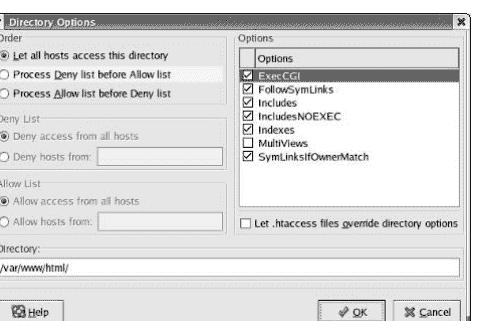 Directory Options
Order
Let all hosts access this directory
Process Deny list before Allow list
Process Allow list before Deny list
Deny List
Deny access from all hosts
Deny hosts from:
Allow List
Allow access from all hosts
Allow hosts from:
Options
Options
ExecCGI
FollowSymLinks
Includes
IncludesNOEXEC
Indexes
MultiViews
SymLinksIfOwnerMatch
Let .htaccess files override directory options
Directory:
/var/www/html/
Help
OK
Cancel